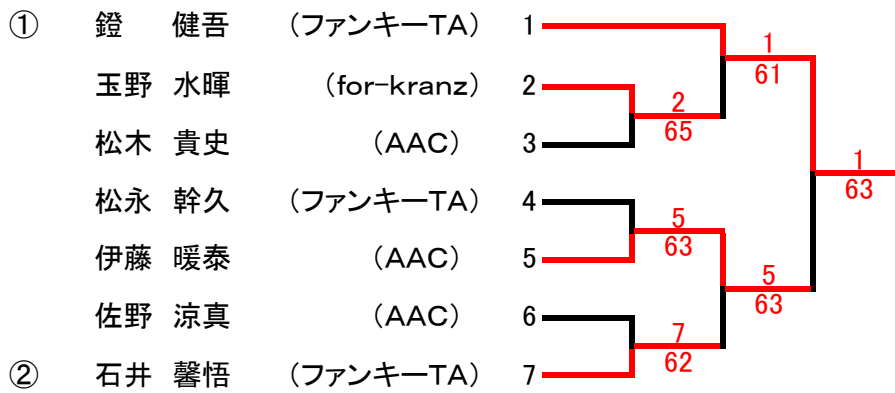 ① 鐙 健吾 (ファンキーTA) 1
玉野 水暉 (for-kranz) 2
松木 貴史 (AAC) 3
松永 幹久 (ファンキーTA) 4
伊藤 暖泰 (AAC) 5
佐野 涼真 (AAC) 6
② 石井 馨悟 (ファンキーTA) 7
2
65
5
63
7
62
1
61
5
63
1
63